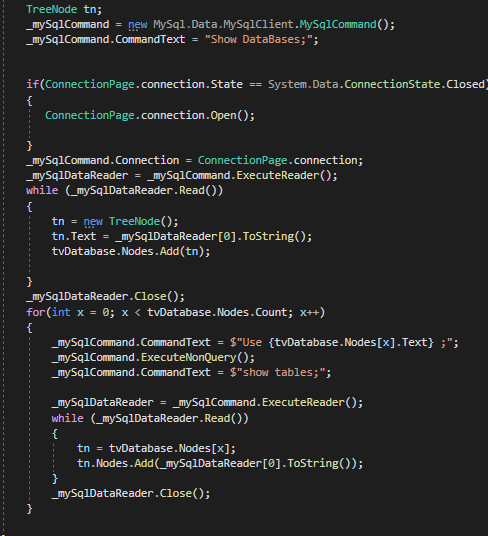 TreeNode tn;
_mySqlCommand = new MySql.Data.MySqlClient.MySqlCommand();
_mySqlCommand.CommandText = "Show DataBases;";
if(ConnectionPage.connection.State == System.Data.ConnectionState.Closed)
{
ConnectionPage.connection.Open();
}
_mySqlCommand.Connection = ConnectionPage.connection;
_mySqlDataReader = _mySqlCommand.ExecuteReader();
while (_mySqlDataReader.Read())
{
tn = new TreeNode();
tn.Text = _mySqlDataReader[0].ToString();
tvDatabase.Nodes.Add(tn);
}
_mySqlDataReader.Close();
for(int x = 0; x < tvDatabase.Nodes.Count; x++)
{
_mySqlCommand.CommandText = $"Use {tvDatabase.Nodes[x].Text} ;";
_mySqlCommand.ExecuteNonQuery();
_mySqlCommand.CommandText = $"show tables;";
_mySqlDataReader = _mySqlCommand.ExecuteReader();
while (_mySqlDataReader.Read())
{
tn = tvDatabase.Nodes[x];
tn.Nodes.Add(_mySqlDataReader[0].ToString());
}
_mySqlDataReader.Close();
}